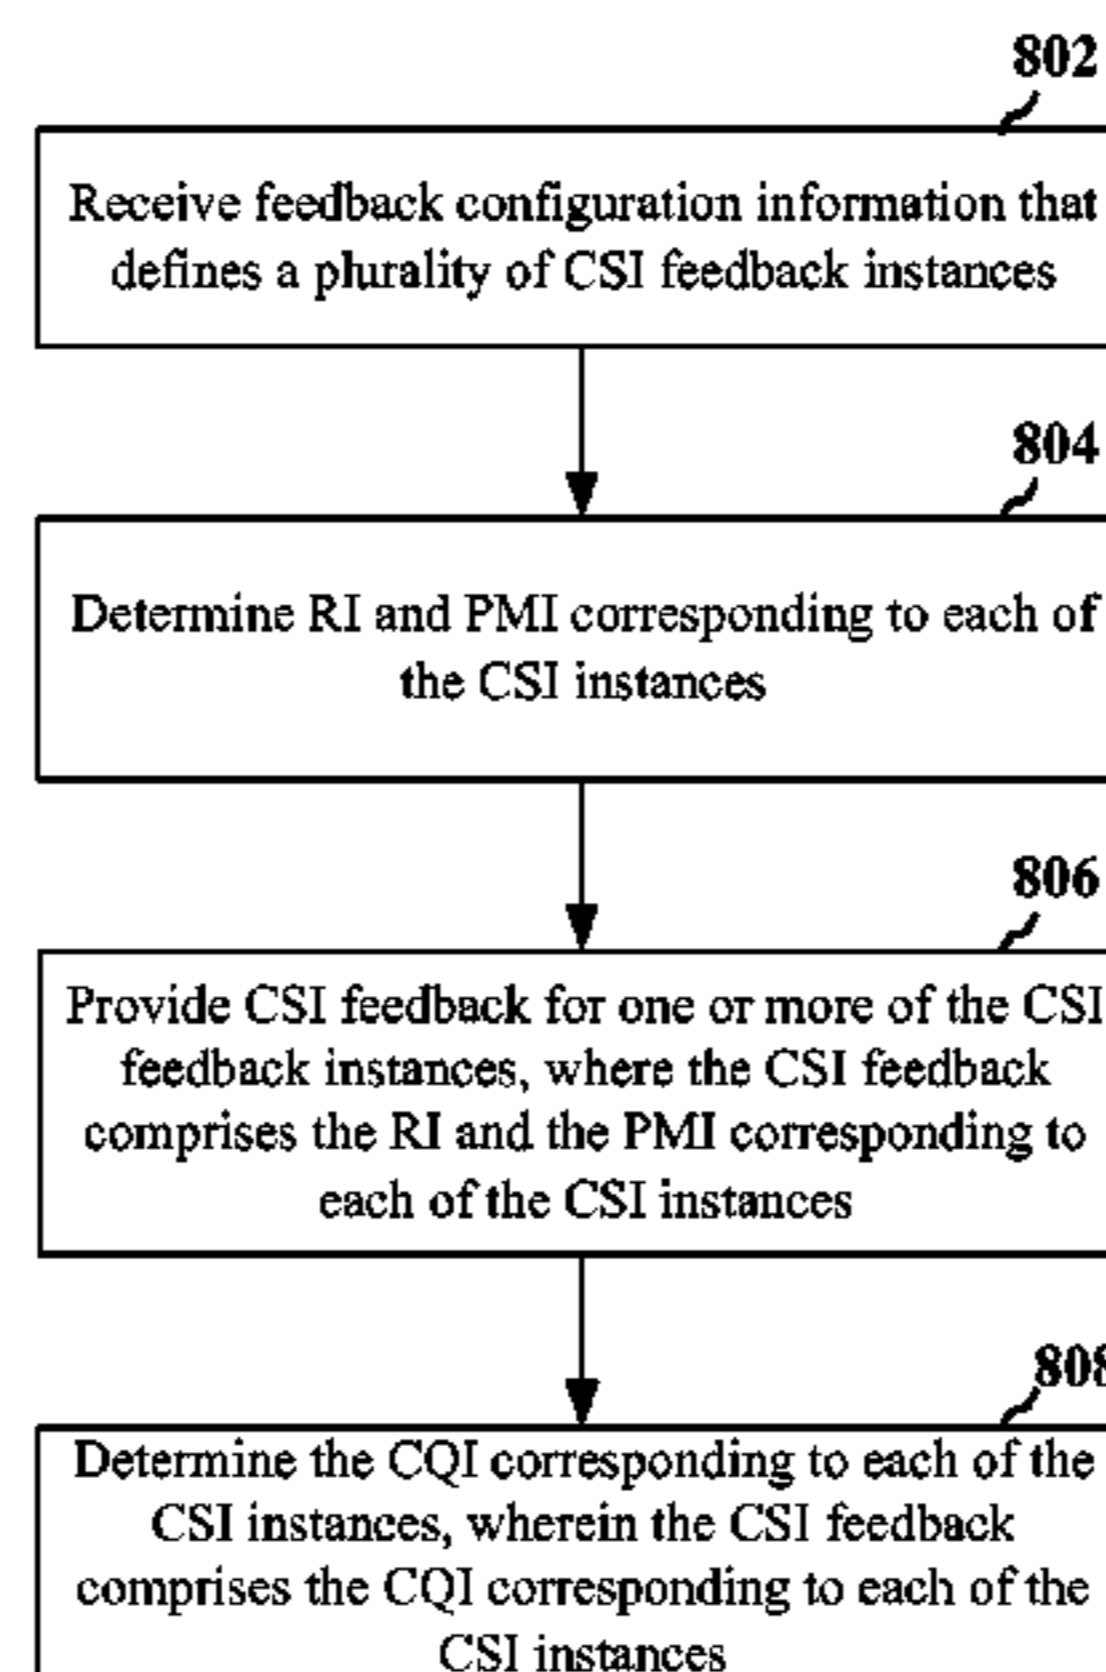 802
Receive feedback configuration information that
defines a plurality of CSI feedback instances
804
Determine RI and PMI corresponding to each of
the CSI instances
806
Provide CSI feedback for one or more of the CSI
feedback instances, where the CSI feedback
comprises the RI and the PMI corresponding to
each of the CSI instances
808
Determine the CQI corresponding to each of the
CSI instances, wherein the CSI feedback
comprises the CQI corresponding to each of the
CSI instances